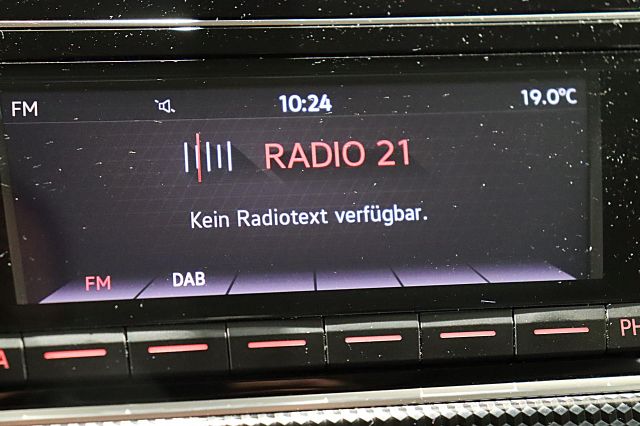 FM 10:24 19.0°C
RADIO 21
Kein Radiotext verfügbar.
FM DAB
A PH